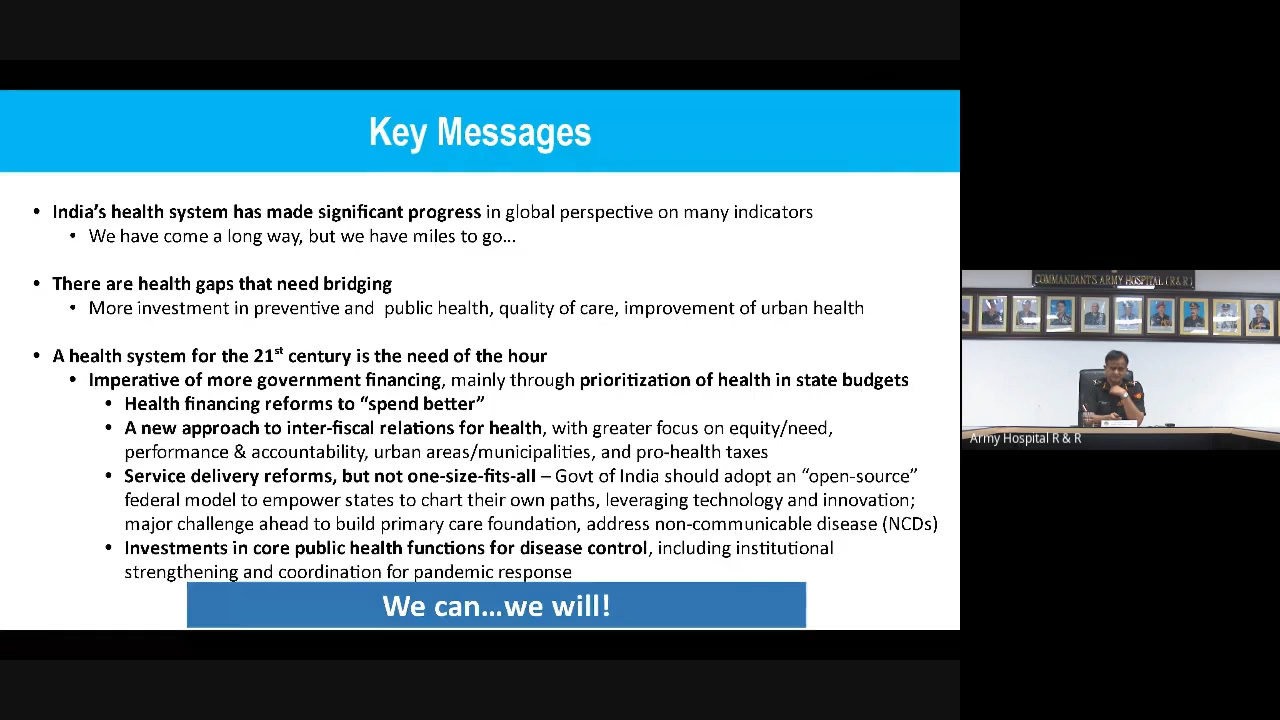 Key Messages
• India's health system has made significant progress in global perspective on many indicators
• We have come a long way, but we have miles to go...
• There are health gaps that need bridging
• More investment in preventive and public health, quality of care, improvement of urban health
• A health system for the 21st century is the need of the hour
• Imperative of more government financing, mainly through prioritization of health in state budgets
• Health financing reforms to “spend better”
• A new approach to inter-fiscal relations for health, with greater focus on equity/need,
performance & accountability, urban areas/municipalities, and pro-health taxes
• Service delivery reforms, but not one-size-fits-all – Govt of India should adopt an “open-source”
federal model to empower states to chart their own paths, leveraging technology and innovation;
major challenge ahead to build primary care foundation, address non-communicable disease (NCDs)
• Investments in core public health functions for disease control, including institutional
strengthening and coordination for pandemic response
We can...we will!
COMMANDANTS ARMY HOSPITAL (R & R)
Army Hospital R & R